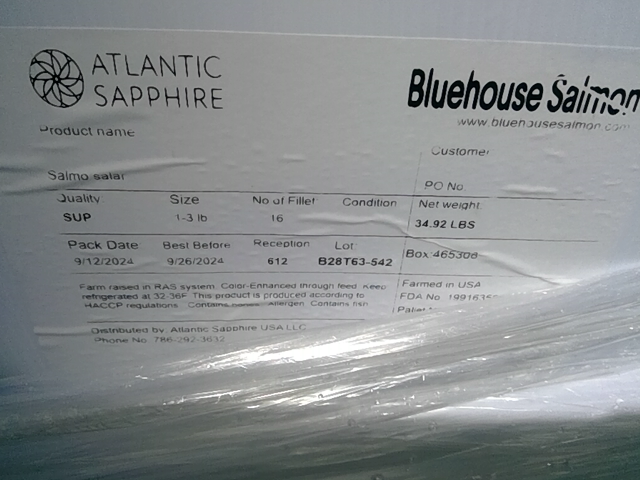 ATLANTIC
SAPPHIRE
Bluehouse Salmon
www.bluehousesalmon.com
Product name
Customer
Salmo salar
PO No.
Quality Size No of Fillet Condition Net weight
SUP 1-3 lb 16 34.92 LBS
Pack Date Best Before Reception Lot
9/12/2024 9/26/2024 612 B28T63-542
Box 465306
Farm raised in RAS system. Color-Enhanced through feed. Keep
refrigerated at 32-36F. This product is produced according to
HACCP regulations. Contains Allergen. Contains fish
Farmed in USA
FDA No.
Distributed by: Atlantic Sapphire USA LLC
Phone No. 786-292-3632